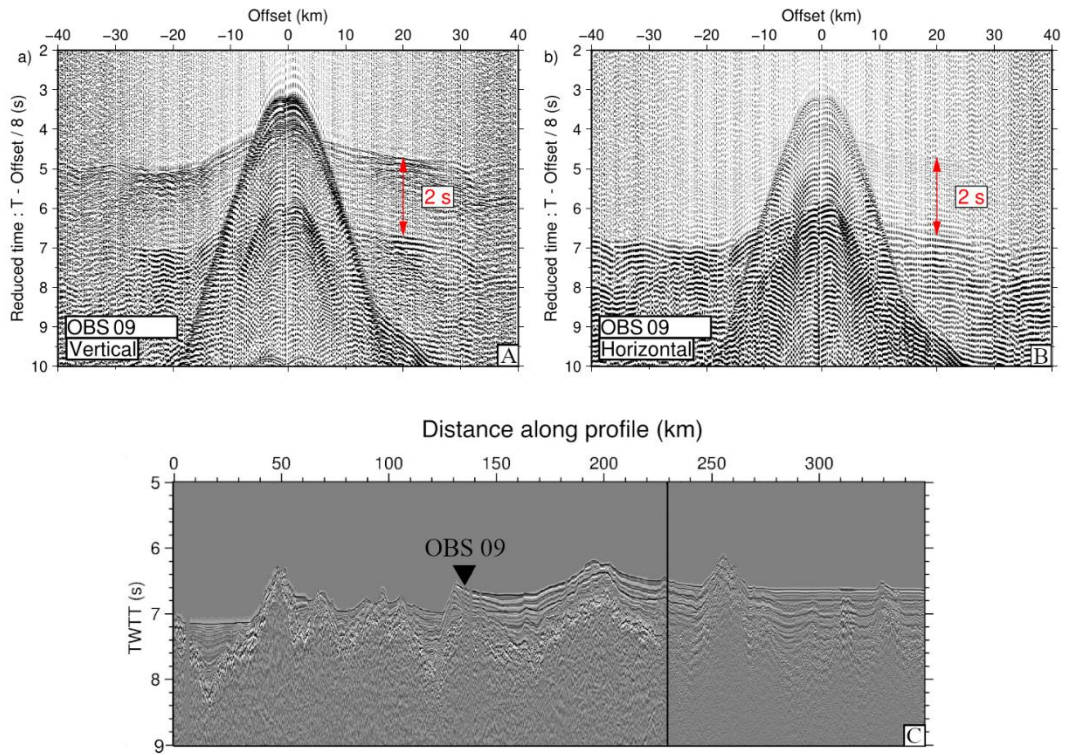 Offset (km)
−40 −30 −20 −10 0 10 20 30 40
a)
Reduced time : T - Offset / 8 (s)
2
3
4
5
6
7
8
9
10
2 s
OBS 09
Vertical
A
Offset (km)
−40 −30 −20 −10 0 10 20 30 40
b)
Reduced time : T - Offset / 8 (s)
2
3
4
5
6
7
8
9
10
2 s
OBS 09
Horizontal
B
Distance along profile (km)
0 50 100 150 200 250 300
TWTT (s)
5
6
7
8
9
OBS 09
C